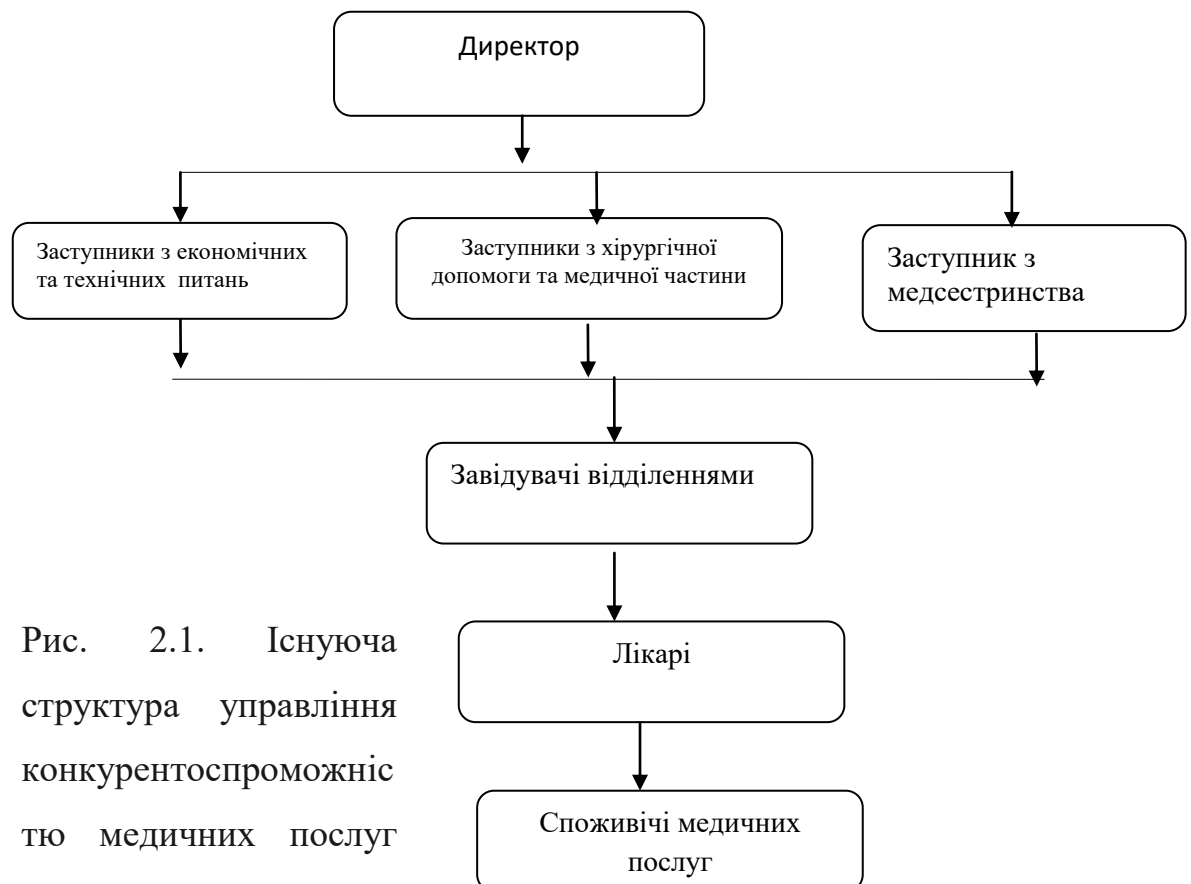 Директор
Заступники з економічних
та технічних питань
Заступники з хірургічної
допомоги та медичної частини
Заступник з
медсестринства
Завідувачі відділеннями
Лікарі
Споживічі медичних
послуг
Рис. 2.1. Існуюча
структура управління
конкурентоспроможніс
тю медичних послуг